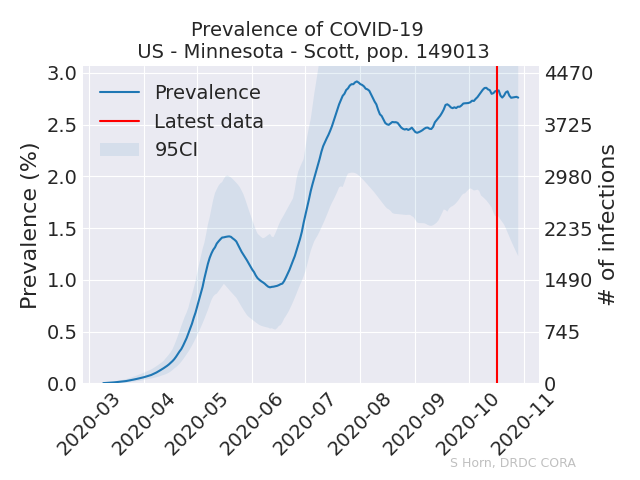 Prevalence of COVID-19
US - Minnesota - Scott, pop. 149013
Prevalence
Latest data
95CI
Prevalence (%)
3.0
2.5
2.0
1.5
1.0
0.5
0.0
4470
3725
2980
2235
1490
745
0
# of infections
2020-03
2020-04
2020-05
2020-06
2020-07
2020-08
2020-09
2020-10
2020-11
S Horn, DRDC CORA